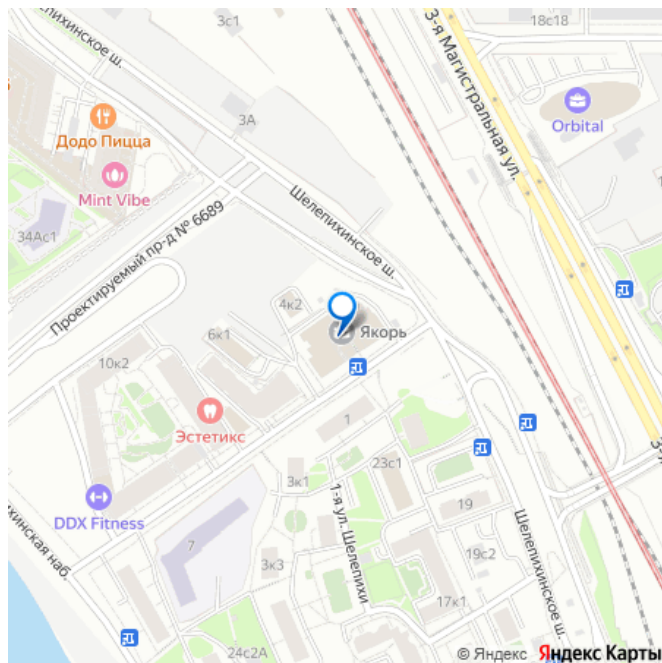 Шелепихинское ш.
3с1
3-я Магистральная ул.
18с18
3А
Додо Пицца
Orbital
Mint Vibe
34Ас1
Шелепихинское ш.
Проектируемый пр-д № 6689
4к2
6к1
Якорь
10к2
Эстетикс
1
23с1
3к1
DDX Fitness
19
1-я ул. Шелепихи
7
19с2
Шелепихинское ш.
3к3
17к1
24с2А
© Яндекс Яндекс Карты